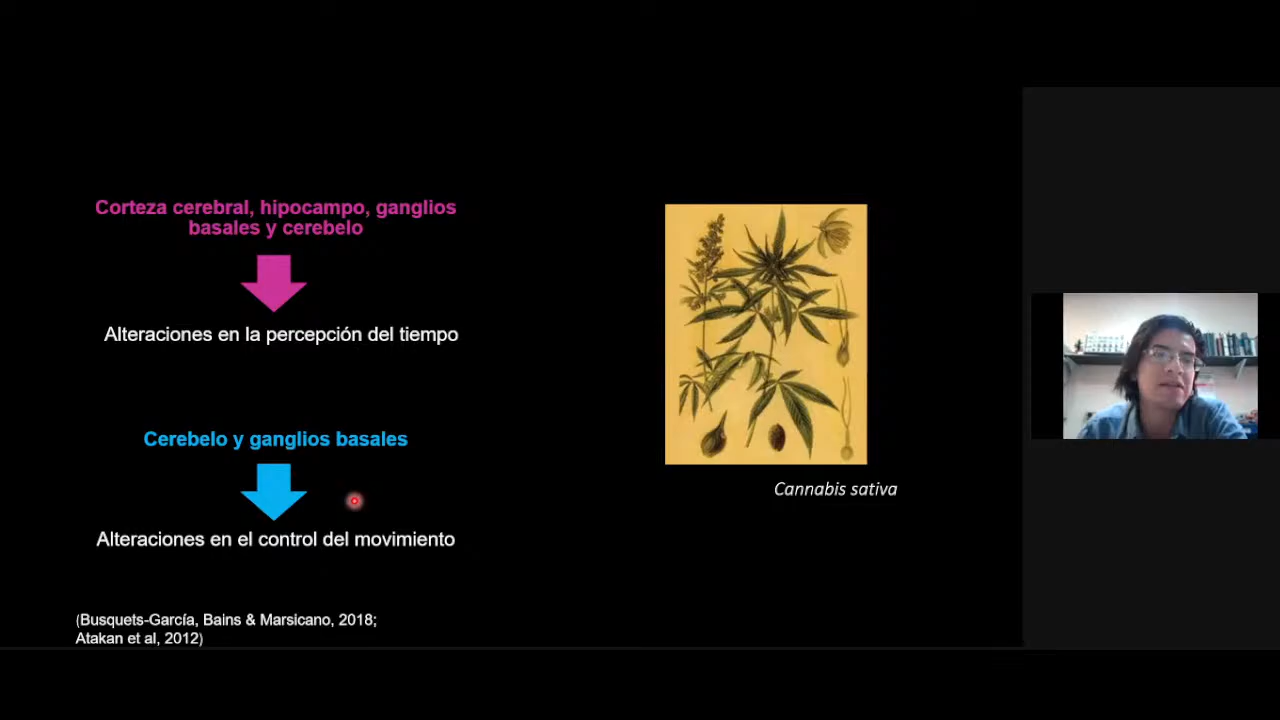 Corteza cerebral, hipocampo, ganglios
basales y cerebelo
Alteraciones en la percepción del tiempo
Cerebelo y ganglios basales
Alteraciones en el control del movimiento
(Busquets-García, Bains & Marsicano, 2018;
Atakan et al, 2012)
Cannabis sativa